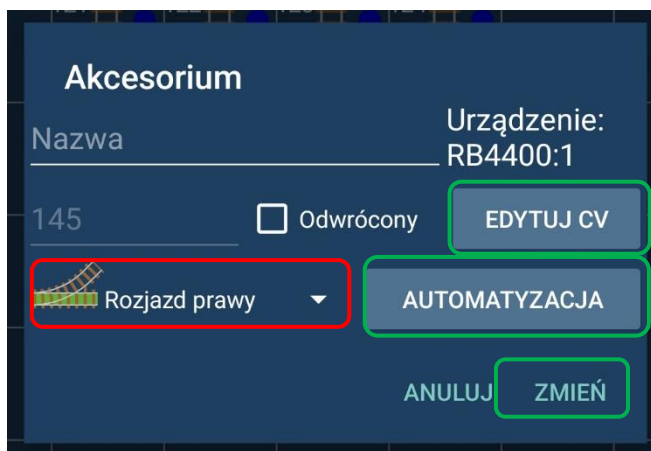 Akcesorium
Nazwa
Urządzenie:
RB4400:1
145
Odwrócony
EDYTUJ CV
Rozjazd prawy
AUTOMATYZACJA
ANULUJ
ZMIEŃ